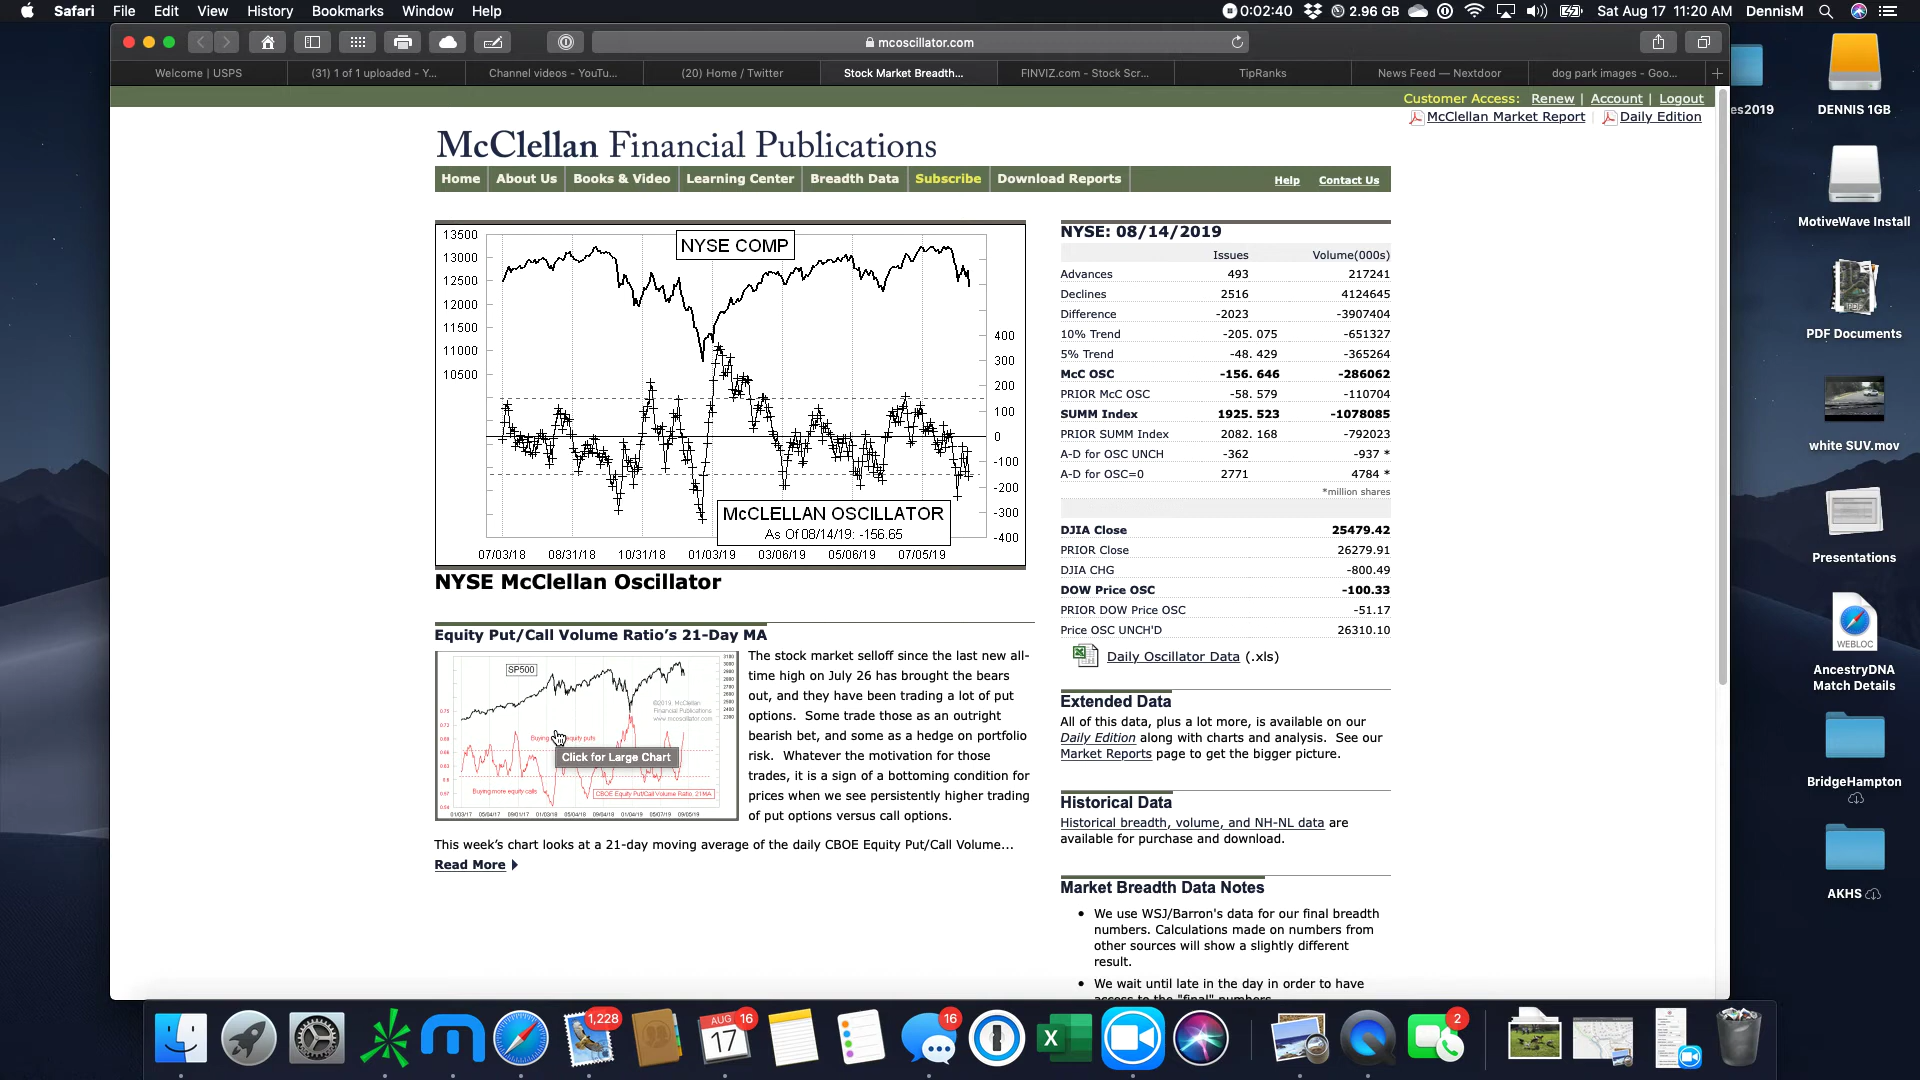 Safari File Edit View History Bookmarks Window Help
0:02:40 2.96 GB Sat Aug 17 11:20 AM DennisM
mcoscillator.com
Welcome | USPS (31) 1 of 1 uploaded - Y... Channel videos - YouTu... (20) Home / Twitter Stock Market Breadth... FINVIZ.com - Stock Scr... TipRanks News Feed — Nextdoor dog park images - Goo...
Customer Access: Renew | Account | Logout
McClellan Market Report | Daily Edition
McClellan Financial Publications
Home About Us Books & Video Learning Center Breadth Data Subscribe Download Reports Help Contact Us
NYSE COMP
13500
13000
12500
12000
11500
11000
10500
400
300
200
100
0
-100
-200
-300
-400
McCLELLAN OSCILLATOR
As Of 08/14/19: -156.65
07/03/18 08/31/18 10/31/18 01/03/19 03/06/19 05/06/19 07/05/19
NYSE McClellan Oscillator
Equity Put/Call Volume Ratio's 21-Day MA
SP500
©2019, McClellan
Financial Publications
www.mcoscillator.com
Click for Large Chart
Buying more equity calls
CBOE Equity Put/Call Volume Ratio 21MA
The stock market selloff since the last new all-
time high on July 26 has brought the bears
out, and they have been trading a lot of put
options. Some trade those as an outright
bearish bet, and some as a hedge on portfolio
risk. Whatever the motivation for those
trades, it is a sign of a bottoming condition for
prices when we see persistently higher trading
of put options versus call options.
This week's chart looks at a 21-day moving average of the daily CBOE Equity Put/Call Volume...
Read More
NYSE: 08/14/2019
Issues Volume(000s)
Advances 493 217241
Declines 2516 4124645
Difference -2023 -3907404
10% Trend -205. 075 -651327
5% Trend -48. 429 -365264
McC OSC -156. 646 -286062
PRIOR McC OSC -58. 579 -110704
SUMM Index 1925. 523 -1078085
PRIOR SUMM Index 2082. 168 -792023
A-D for OSC UNCH -362 -937 *
A-D for OSC=0 2771 4784 *
*million shares
DJIA Close 25479.42
PRIOR Close 26279.91
DJIA CHG -800.49
DOW Price OSC -100.33
PRIOR DOW Price OSC -51.17
Price OSC UNCH'D 26310.10
Daily Oscillator Data (.xls)
Extended Data
All of this data, plus a lot more, is available on our
Daily Edition along with charts and analysis. See our
Market Reports page to get the bigger picture.
Historical Data
Historical breadth, volume, and NH-NL data are
available for purchase and download.
Market Breadth Data Notes
We use WSJ/Barron's data for our final breadth
numbers. Calculations made on numbers from
other sources will show a slightly different
result.
We wait until late in the day in order to have
es2019
DENNIS 1GB
MotiveWave Install
PDF
PDF Documents
white SUV.mov
Presentations
WEBLOC
AncestryDNA
Match Details
BridgeHampton
AKHS
1,228
AUG 16
17
16
2